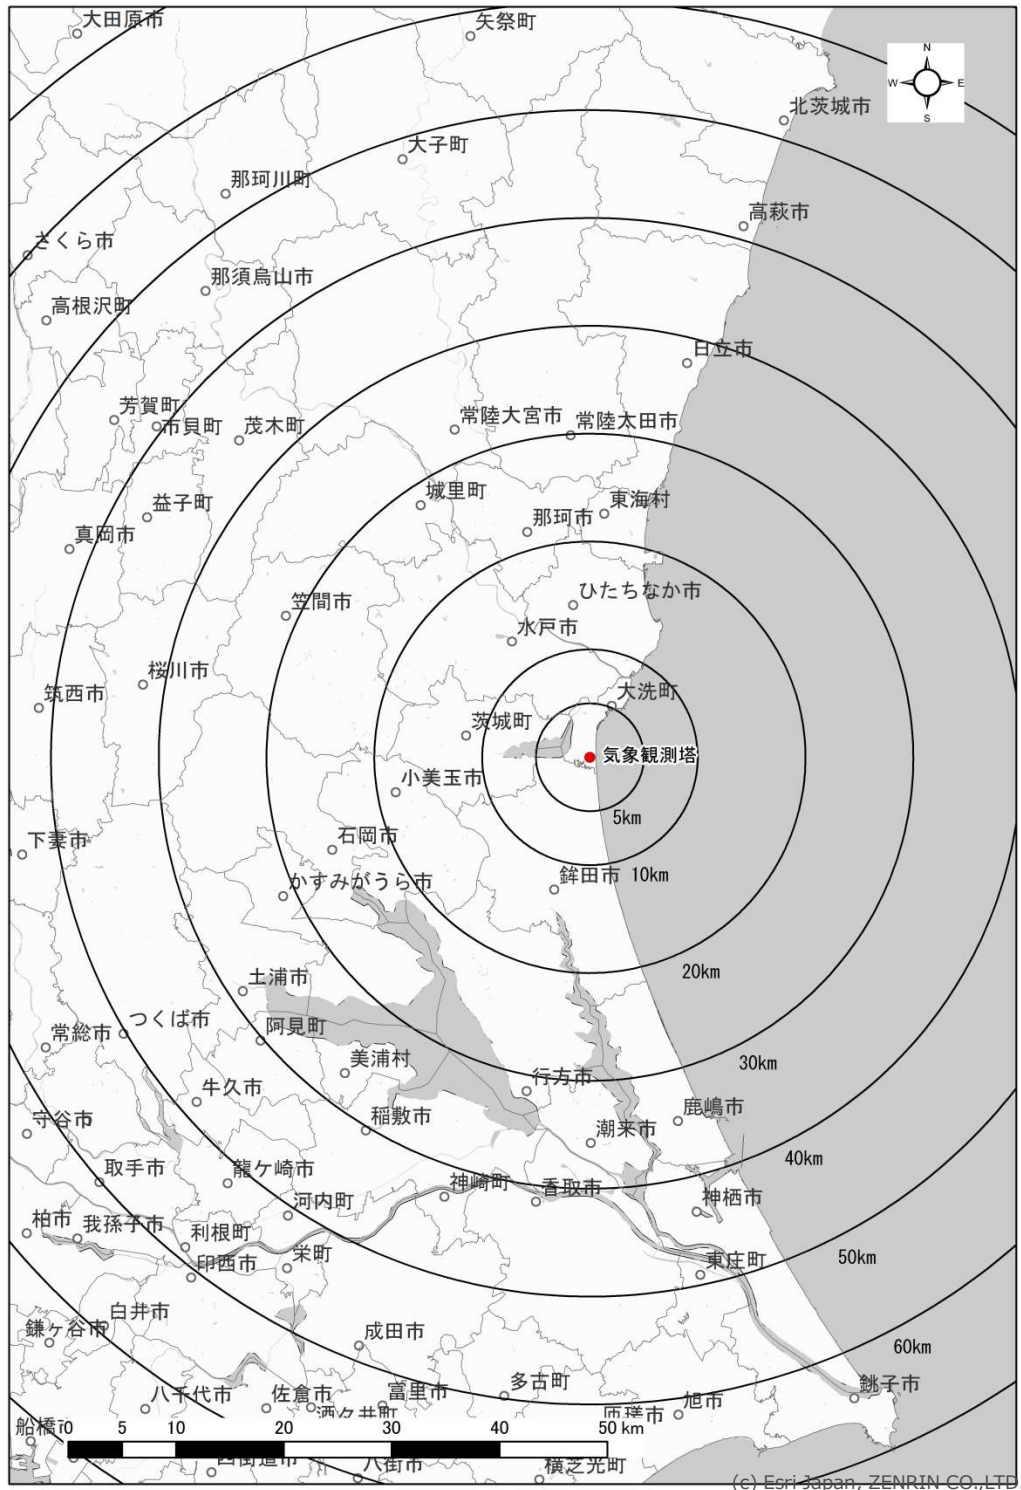 大田原市
矢祭町
N
W
E
S
北茨城市
大子町
那珂川町
高萩市
さくら市
那須烏山市
高根沢町
日立市
芳賀町
市貝町
茂木町
常陸大宮市
常陸太田市
城里町
東海村
那珂市
益子町
真岡市
ひたちなか市
笠間市
水戸市
桜川市
大洗町
筑西市
茨城町
気象観測塔
小美玉市
5km
下妻市
石岡市
かすみがうら市
鉾田市
10km
20km
土浦市
つくば市
阿見町
常総市
美浦村
30km
行方市
牛久市
鹿嶋市
稲敷市
守谷市
潮来市
40km
取手市
龍ケ崎市
神崎町
香取市
神栖市
河内町
柏市
我孫子市
利根町
50km
栄町
東庄町
印西市
白井市
鎌ヶ谷市
成田市
60km
銚子市
八千代市
佐倉市
富里市
多古町
酒々井町
匝瑳市
旭市
船橋市
0
5
10
20
30
40
50 km
四街道市
八街市
横芝光町
(c) Esri Japan, ZENRIN CO.,LTD